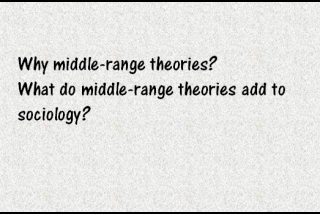 Why middle-range theories?
What do middle-range theories add to
sociology?